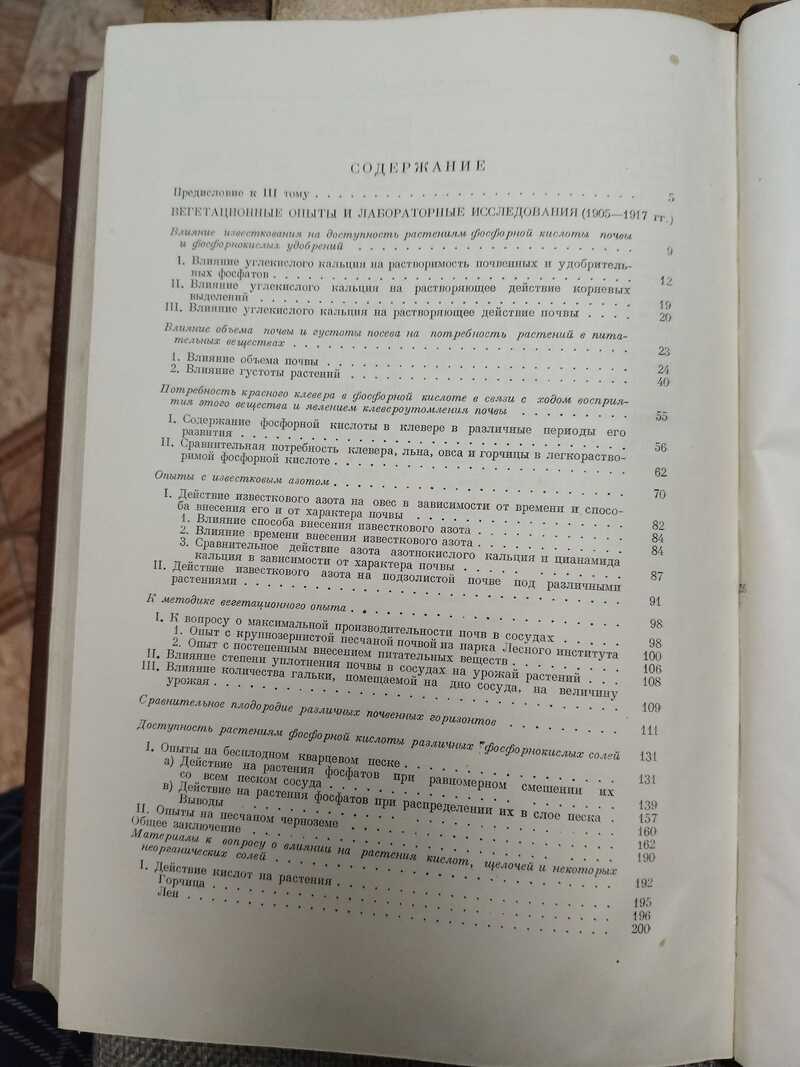 СОДЕРЖАНИЕ
Предисловие к III тому . . . . . . . . . . . . . . . . . . . . . . . . 5
ВЕГЕТАЦИОННЫЕ ОПЫТЫ И ЛАБОРАТОРНЫЕ ИССЛЕДОВАНИЯ (1905—1917 гг.)
Влияние известкования на доступность растениям фосфорной кислоты почвы
и фосфорнокислых удобрений . . . . . . . . . . . . . . . . . . . . 9
I. Влияние углекислого кальция на растворимость почвенных и удобритель-
ных фосфатов . . . . . . . . . . . . . . . . . . . . . . . . 12
II. Влияние углекислого кальция на растворяющее действие корневых
выделений . . . . . . . . . . . . . . . . . . . . . . . . 19
III. Влияние углекислого кальция на растворяющее действие почвы . . . . 20
Влияние объема почвы и густоты посева на потребность растений в пита-
тельных веществах . . . . . . . . . . . . . . . . . . . . . . . . 23
1. Влияние объема почвы . . . . . . . . . . . . . . . . . . . . 24
2. Влияние густоты растений . . . . . . . . . . . . . . . . . . . . 40
Потребность красного клевера в фосфорной кислоте в связи с ходом восприя-
тия этого вещества и явлением клевероутомления почвы . . . . . . . . 55
I. Содержание фосфорной кислоты в клевере в различные периоды его
развития . . . . . . . . . . . . . . . . . . . . . . . . 56
II. Сравнительная потребность клевера, льна, овса и горчицы в легкораство-
римой фосфорной кислоте . . . . . . . . . . . . . . . . . . . . 62
Опыты с известковым азотом . . . . . . . . . . . . . . . . . . . . 70
I. Действие известкового азота на овес в зависимости от времени и спосо-
ба внесения его и от характера почвы . . . . . . . . . . . . . . 82
1. Влияние способа внесения известкового азота . . . . . . . . . . 84
2. Влияние времени внесения известкового азота . . . . . . . . . . 84
3. Сравнительное действие азота азотнокислого кальция и цианамида
кальция в зависимости от характера почвы . . . . . . . . . . 87
II. Действие известкового азота на подзолистой почве под различными
растениями . . . . . . . . . . . . . . . . . . . . . . . . 91
К методике вегетационного опыта . . . . . . . . . . . . . . . . . . . . 98
I. К вопросу о максимальной производительности почв в сосудах . . . . . 98
1. Опыт с крупнозернистой песчаной почвой из парка Лесного института 100
2. Опыт с постепенным внесением питательных веществ . . . . . . . 106
II. Влияние степени уплотнения почвы в сосудах на урожай растений . . . . 108
III. Влияние количества гальки, помещаемой на дно сосуда, на величину
урожая . . . . . . . . . . . . . . . . . . . . . . . . 109
Сравнительное плодородие различных почвенных горизонтов . . . . . . . . 111
Доступность растениям фосфорной кислоты различных фосфорнокислых солей 131
I. Опыты на бесплодном кварцевом песке . . . . . . . . . . . . . . 131
а) Действие на растения фосфатов при равномерном смешении их
со всем песком сосуда . . . . . . . . . . . . . . . . . . . . 139
в) Действие на растения фосфатов при распределении их в слое песка . 157
Выводы . . . . . . . . . . . . . . . . . . . . . . . . 160
II. Опыты на песчаном черноземе . . . . . . . . . . . . . . . . . . . . 162
Общее заключение . . . . . . . . . . . . . . . . . . . . . . . . 190
Материалы к вопросу о влиянии на растения кислот, щелочей и некоторых
неорганических солей . . . . . . . . . . . . . . . . . . . . . . . . 192
I. Действие кислот на растения . . . . . . . . . . . . . . . . . . . . 195
Горчица . . . . . . . . . . . . . . . . . . . . . . . . 196
Лен . . . . . . . . . . . . . . . . . . . . . . . . 200